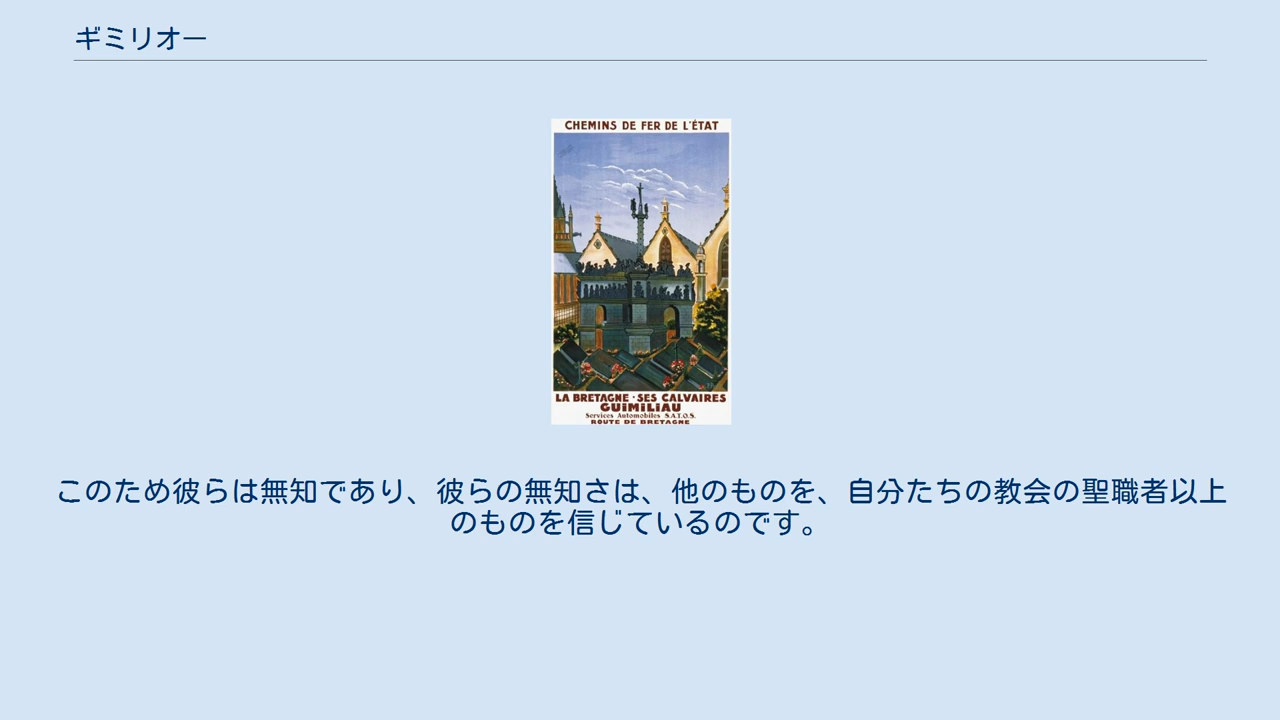 ギミリオー
CHEMINS DE FER DE L'ÉTAT
LA BRETAGNE · SES CALVAIRES
GUIMILIAU
Services Automobiles S.A.T.O.S.
ROUTE DE BRETAGNE
このため彼らは無知であり、彼らの無知さは、他のものを、自分たちの教会の聖職者以上
のものを信じているのです。